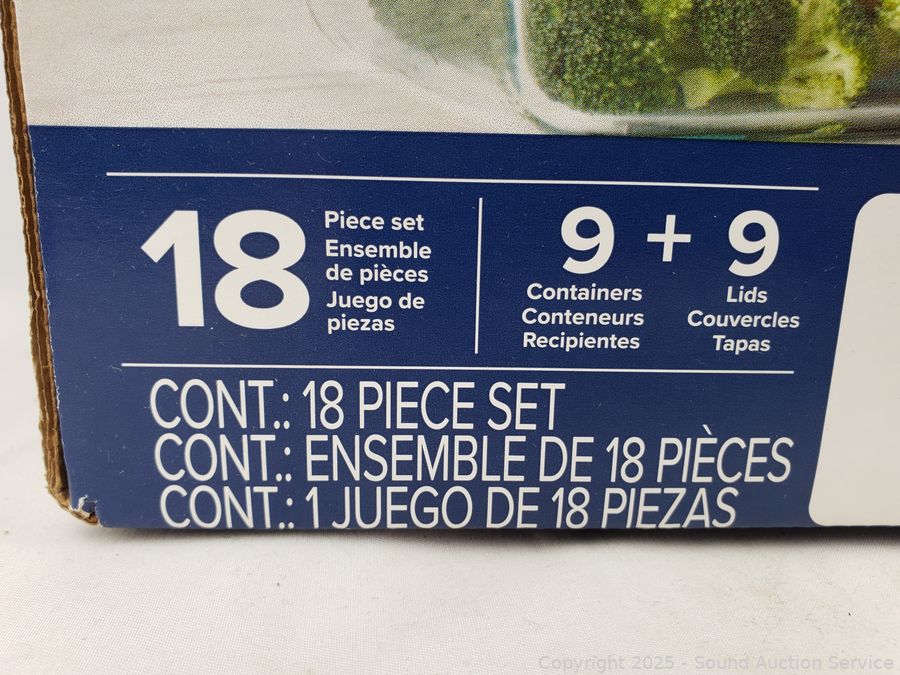 18
Piece set
Ensemble
de pièces
Juego de
piezas
9 + 9
Containers
Conteneurs
Recipientes
Lids
Couvercles
Tapas
CONT.: 18 PIECE SET
CONT.: ENSEMBLE DE 18 PIÈCES
CONT.: 1 JUEGO DE 18 PIEZAS
Copyright 2025 - Sound Auction Service